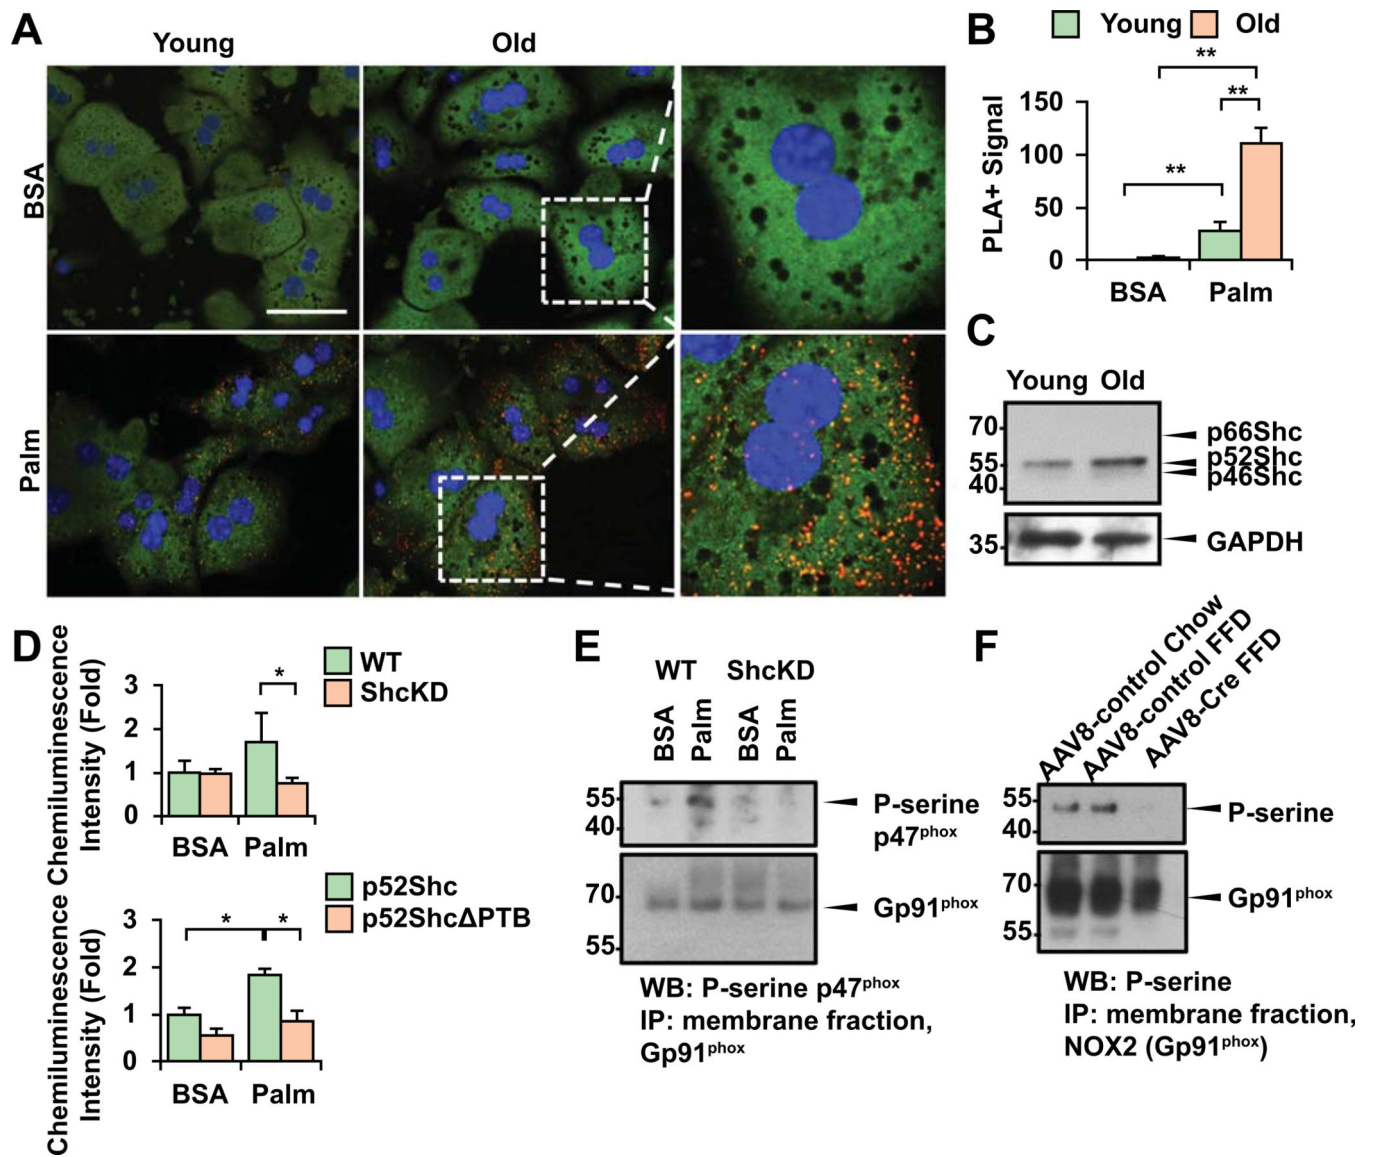 A
Young
Old
BSA
Palm
B
Young
Old
PLA+ Signal
150
100
50
0
**
**
**
BSA
Palm
C
Young Old
70
55
40
p66Shc
p52Shc
p46Shc
35
GAPDH
D
Chemiluminescence
Intensity (Fold)
3
2
1
0
*
BSA
Palm
WT
ShcKD
Chemiluminescence
Intensity (Fold)
3
2
1
0
*
*
BSA
Palm
p52Shc
p52ShcΔPTB
E
WT
ShcKD
BSA
Palm
BSA
Palm
55
40
P-serine
p47phox
70
55
Gp91phox
WB: P-serine p47phox
IP: membrane fraction,
Gp91phox
F
AAV8-control Chow
AAV8-control FFD
AAV8-Cre FFD
55
40
P-serine
70
55
Gp91phox
WB: P-serine
IP: membrane fraction,
NOX2 (Gp91phox)